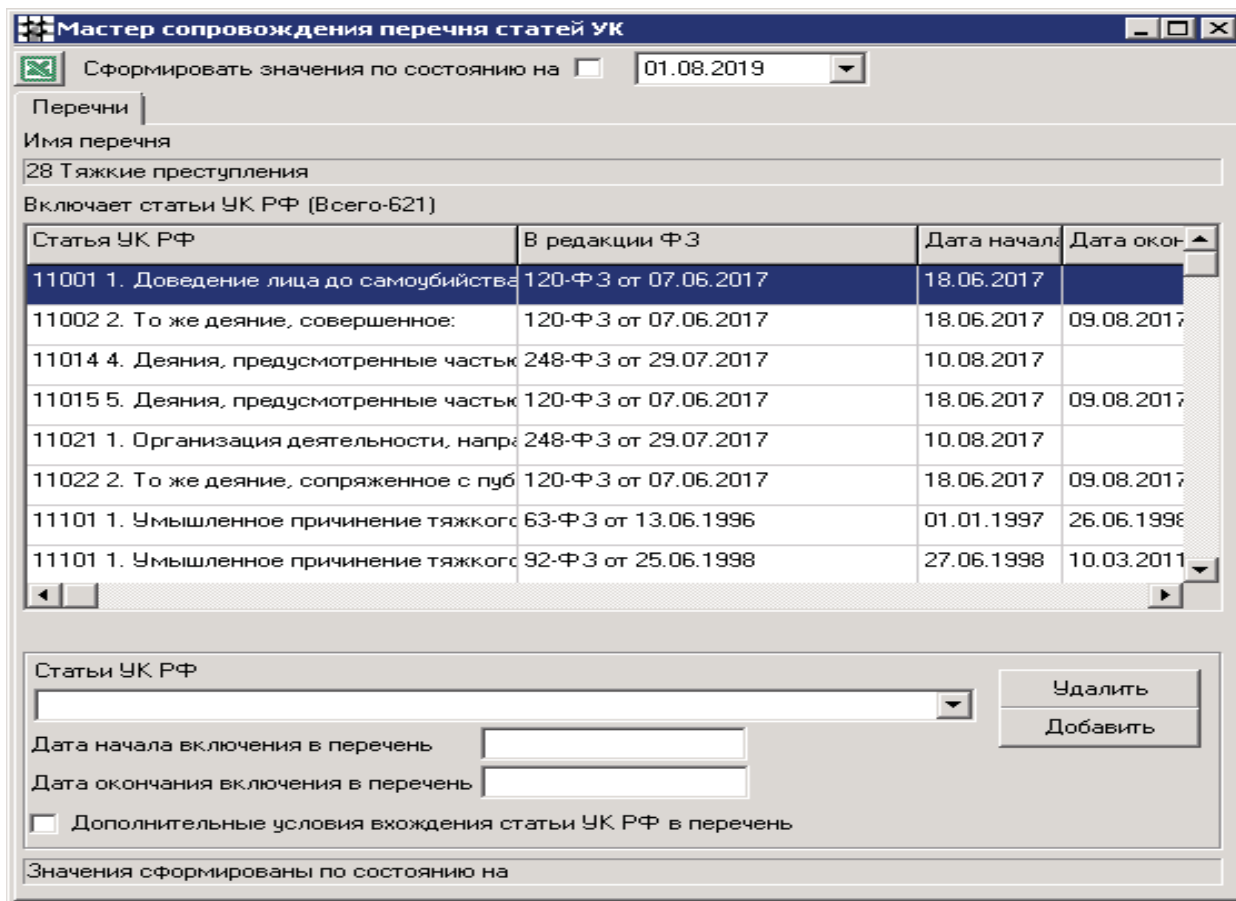 Мастер сопровождения перечня статей УК
Сформировать значения по состоянию на 01.08.2019
Перечни
Имя перечня
28 Тяжкие преступления
Включает статьи УК РФ (Всего-621)
Статья УК РФ В редакции ФЗ Дата начала Дата окон
11001 1. Доведение лица до самоубийства 120-ФЗ от 07.06.2017 18.06.2017
11002 2. То же деяние, совершенное: 120-ФЗ от 07.06.2017 18.06.2017 09.08.2017
11014 4. Деяния, предусмотренные частью 248-ФЗ от 29.07.2017 10.08.2017
11015 5. Деяния, предусмотренные частью 120-ФЗ от 07.06.2017 18.06.2017 09.08.2017
11021 1. Организация деятельности, напра 248-ФЗ от 29.07.2017 10.08.2017
11022 2. То же деяние, сопряженное с пуб 120-ФЗ от 07.06.2017 18.06.2017 09.08.2017
11101 1. Умышленное причинение тяжкого 63-ФЗ от 13.06.1996 01.01.1997 26.06.1998
11101 1. Умышленное причинение тяжкого 92-ФЗ от 25.06.1998 27.06.1998 10.03.2011
Статьи УК РФ
Удалить
Добавить
Дата начала включения в перечень
Дата окончания включения в перечень
Дополнительные условия вхождения статьи УК РФ в перечень
Значения сформированы по состоянию на